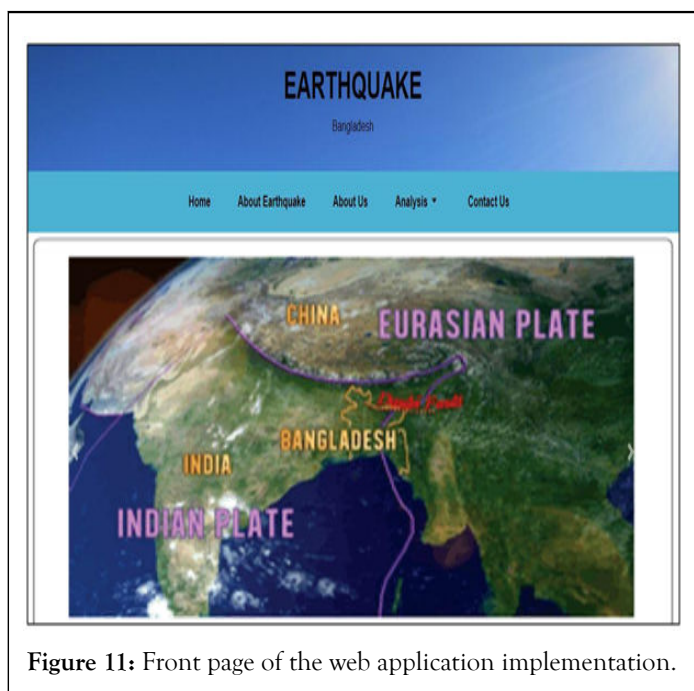 EARTHQUAKE
Bangladesh
Home About Earthquake About Us Analysis Contact Us
CHINA
EURASIAN PLATE
BANGLADESH
INDIA
INDIAN PLATE
Figure 11: Front page of the web application implementation.